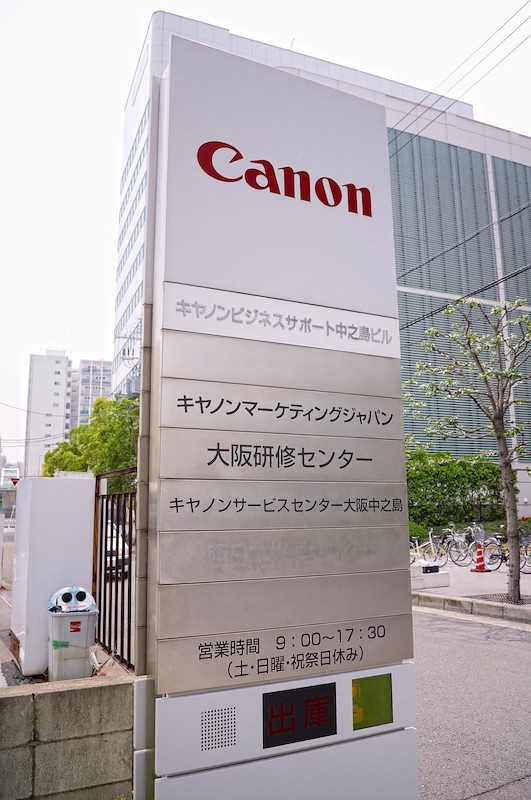 Canon
キヤノンビジネスサポート中之島ビル
キヤノンマーケティングジャパン
大阪研修センター
キヤノンサービスセンター大阪中之島
営業時間 9:00～17:30
(土・日曜・祝祭日休み)
出庫